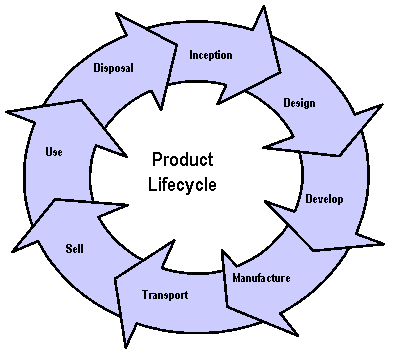 Product
Lifecycle
Inception
Design
Develop
Manufacture
Transport
Sell
Use
Disposal